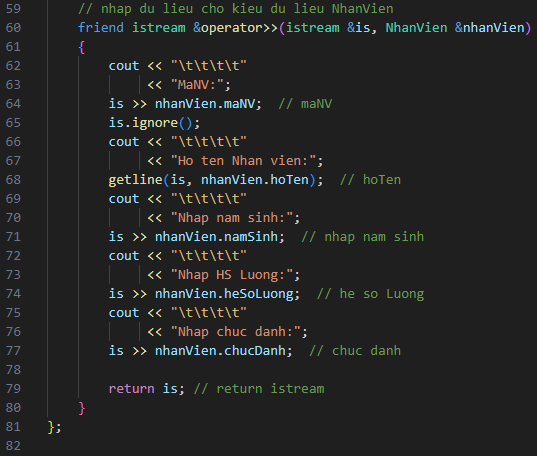 59 // nhap du lieu cho kieu du lieu NhanVien
60 friend istream &operator>>(istream &is, NhanVien &nhanVien)
61 {
62 cout << "\t\t\t\t"
63 << "MaNV:";
64 is >> nhanVien.maNV; // maNV
65 is.ignore();
66 cout << "\t\t\t\t"
67 << "Ho ten Nhan vien:";
68 getline(is, nhanVien.hoTen); // hoTen
69 cout << "\t\t\t\t"
70 << "Nhap nam sinh:";
71 is >> nhanVien.namSinh; // nhap nam sinh
72 cout << "\t\t\t\t"
73 << "Nhap HS Luong:";
74 is >> nhanVien.heSoLuong; // he so Luong
75 cout << "\t\t\t\t"
76 << "Nhap chuc danh:";
77 is >> nhanVien.chucDanh; // chuc danh
78
79 return is; // return istream
80 }
81 };
82